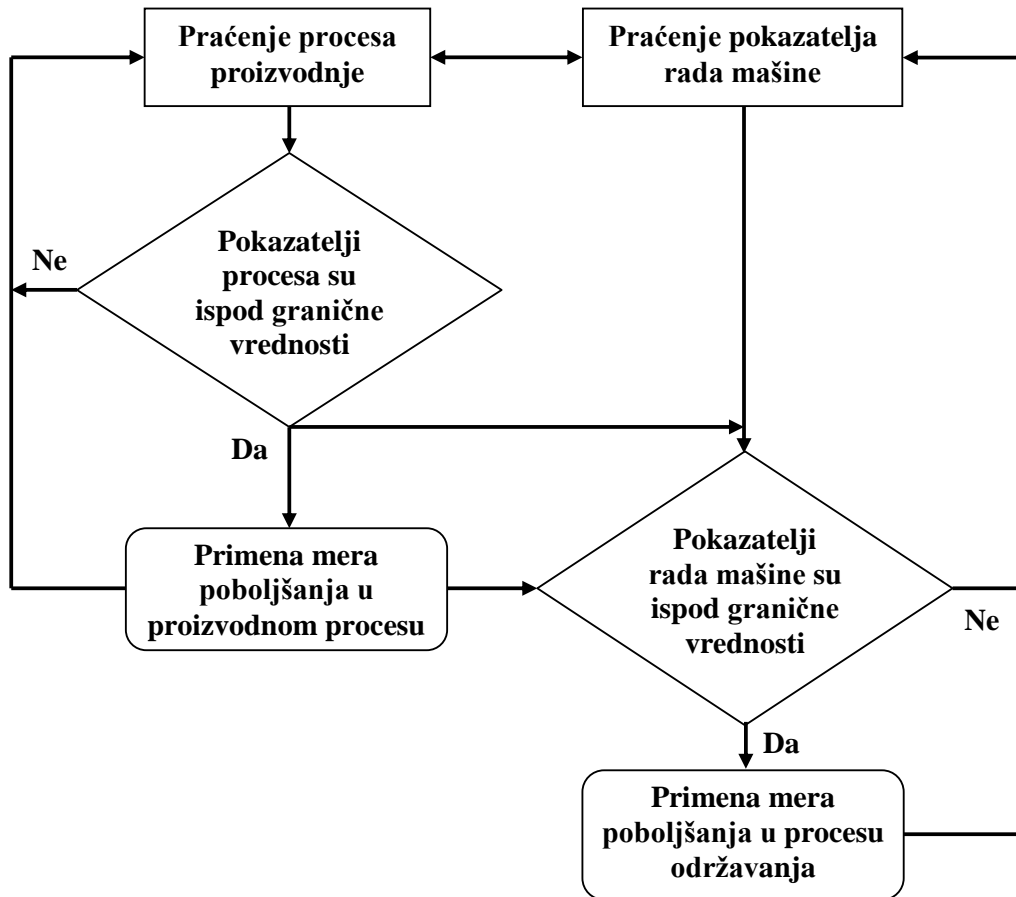 Praćenje procesa
proizvodnje
Praćenje pokazatelja
rada mašine
Pokazatelji
procesa su
ispod granične
vrednosti
Ne
Da
Primena mera
poboljšanja u
proizvodnom procesu
Pokazatelji
rada mašine su
ispod granične
vrednosti
Ne
Da
Primena mera
poboljšanja u procesu
održavanja